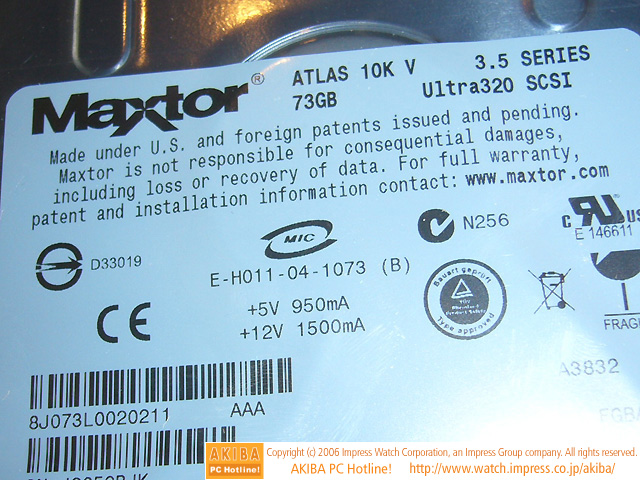 Maxtor® ATLAS 10K V 3.5 SERIES
73GB Ultra320 SCSI
Made under U.S. and foreign patents issued and pending.
Maxtor is not responsible for consequential damages,
including loss or recovery of data. For full warranty,
patent and installation information contact: www.maxtor.com
D33019
MIC
N256
c RU US
E 146611
E-H011-04-1073 (B)
Bauart geprüft
TÜV
Type approved
CE
+5V 950mA
+12V 1500mA
FRAGI
A3832
8J073L0020211 AAA
AKIBA
PC Hotline!
Copyright (c) 2006 Impress Watch Corporation, an Impress Group company. All rights reserved.
AKIBA PC Hotline! http://www.watch.impress.co.jp/akiba/